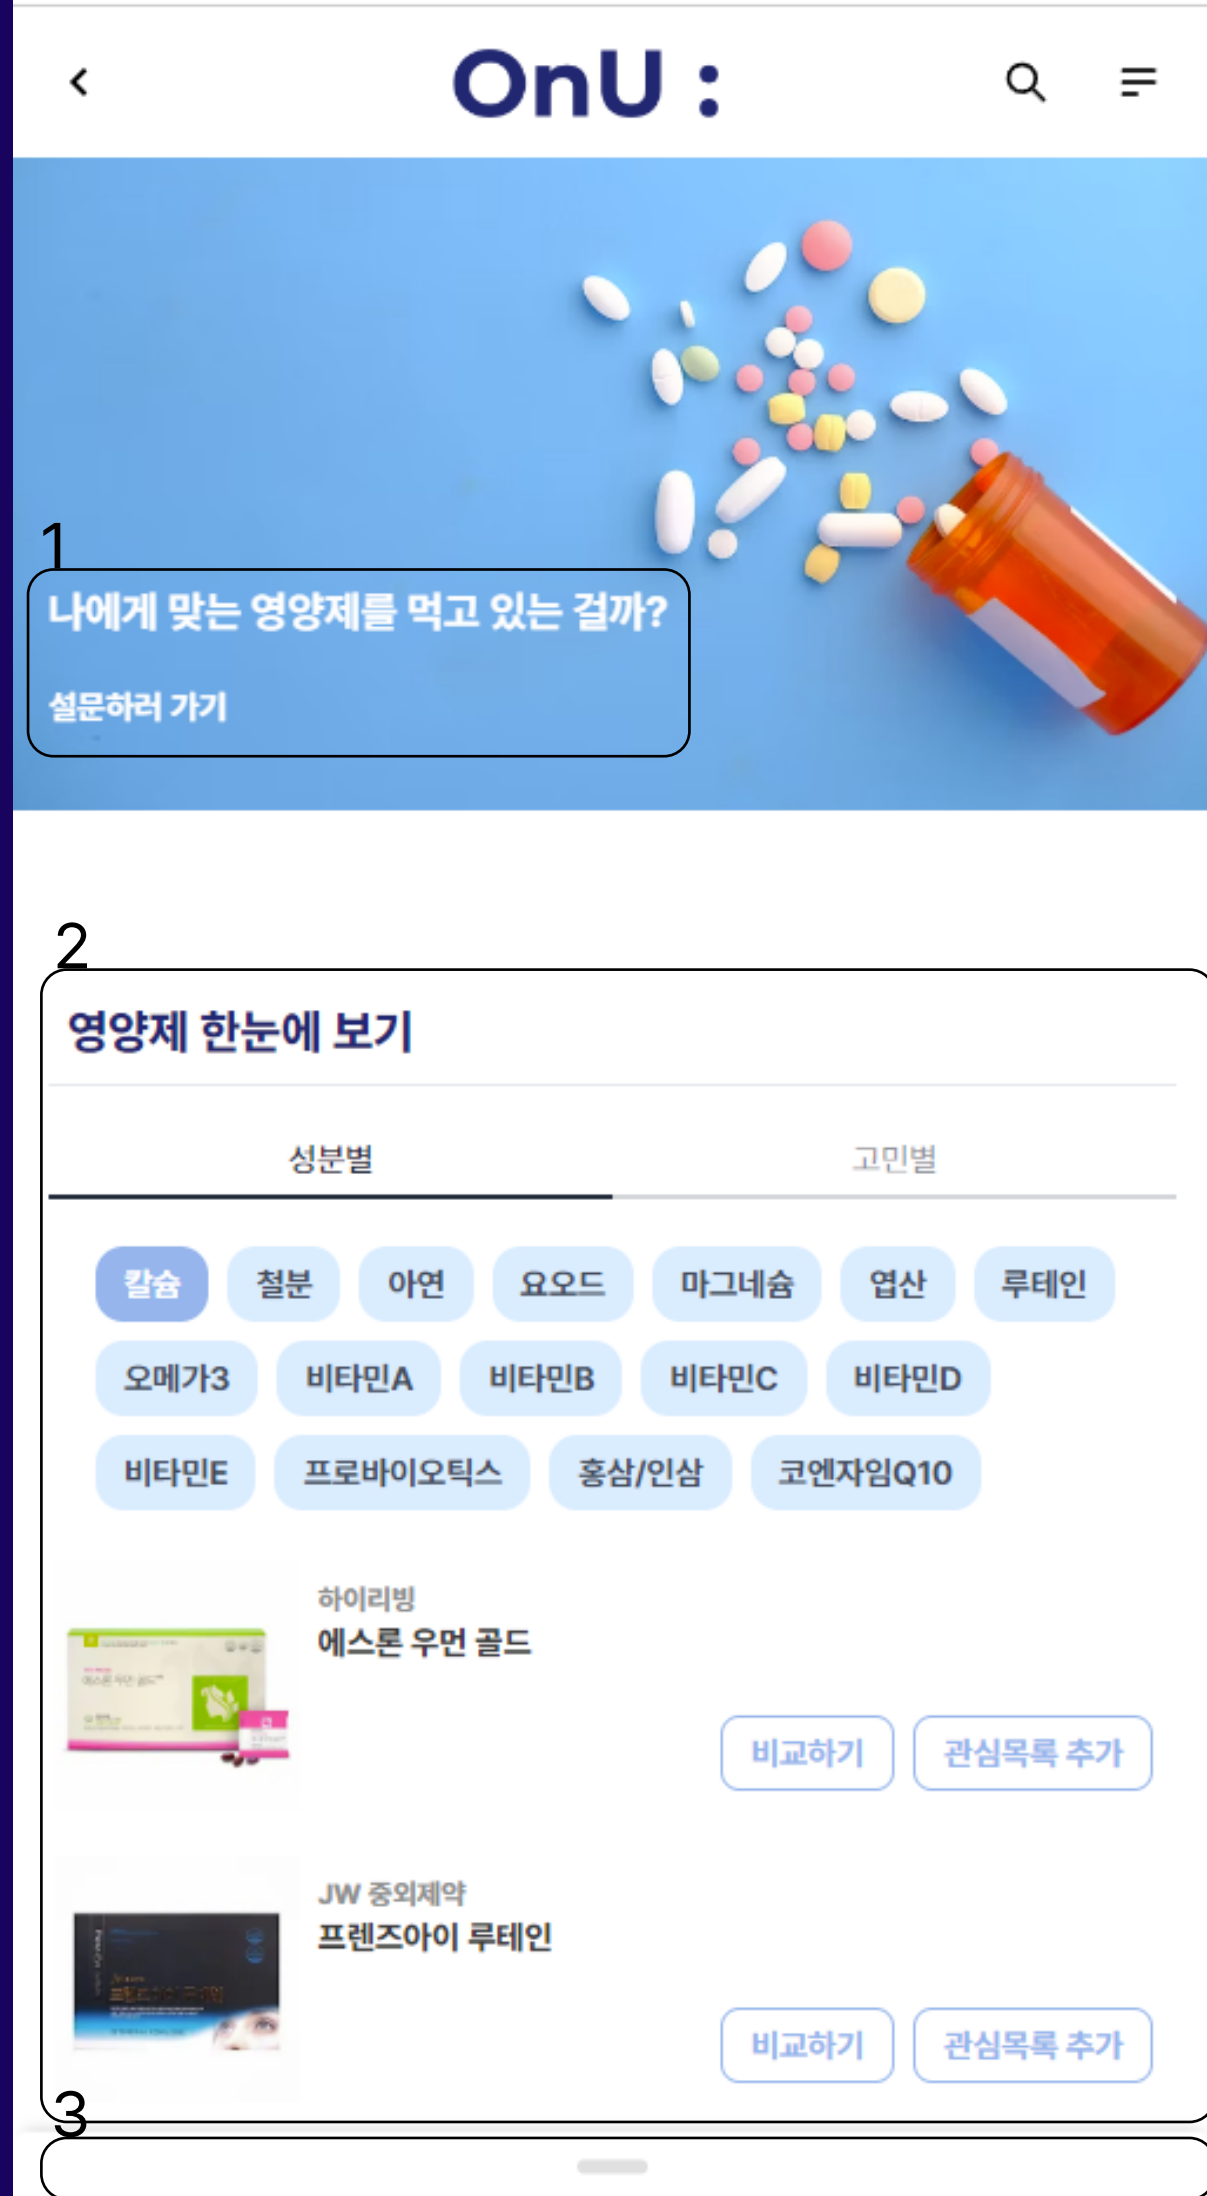 OnU :
1
나에게 맞는 영양제를 먹고 있는 걸까?
설문하러 가기
2
영양제 한눈에 보기
성분별 고민별
칼슘 철분 아연 요오드 마그네슘 엽산 루테인
오메가3 비타민A 비타민B 비타민C 비타민D
비타민E 프로바이오틱스 홍삼/인삼 코엔자임Q10
하이리빙
에스론 우먼 골드
비교하기 관심목록 추가
JW 중외제약
프렌즈아이 루테인
비교하기 관심목록 추가
3